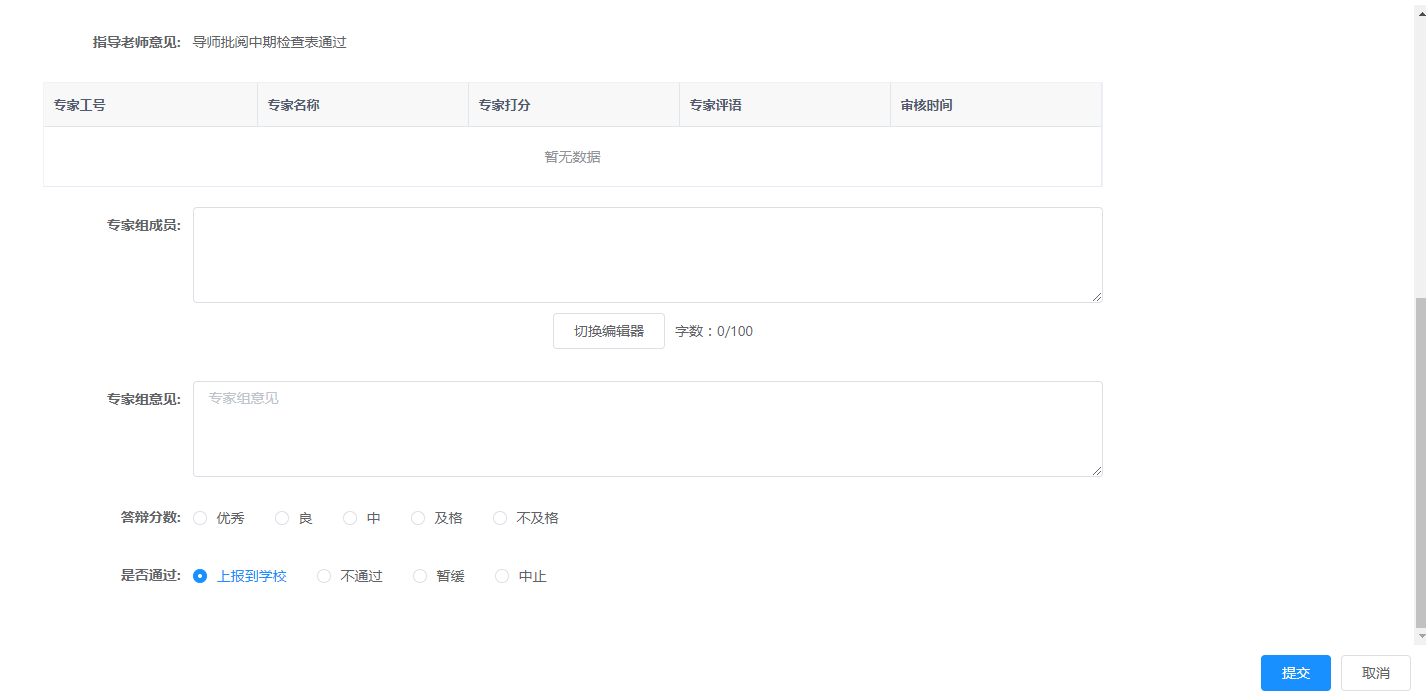 指导老师意见: 导师批阅中期检查表通过
专家工号 专家名称 专家打分 专家评语 审核时间
暂无数据
专家组成员:
切换编辑器 字数：0/100
专家组意见: 专家组意见
答辩分数: 优秀 良 中 及格 不及格
是否通过: 上报到学校 不通过 暂缓 中止
提交 取消